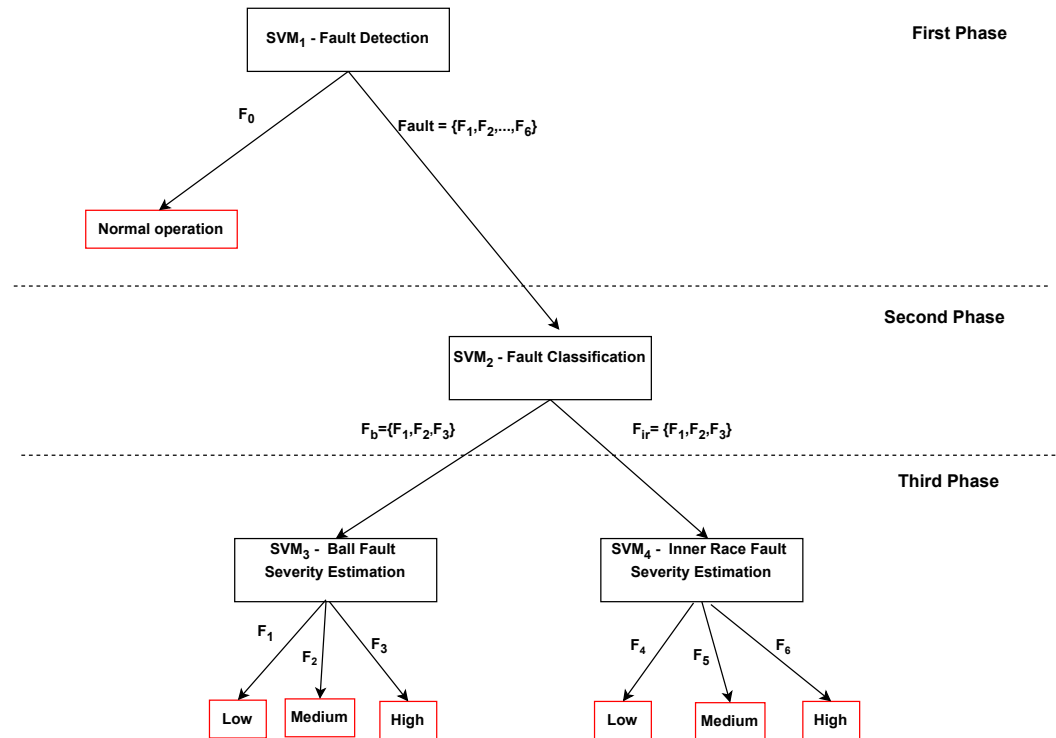 SVM₁ - Fault Detection
First Phase
F₀
Fault = {F₁,F₂,...,F₆}
Normal operation
Second Phase
SVM₂ - Fault Classification
F_b={F₁,F₂,F₃}
F_ir= {F₁,F₂,F₃}
Third Phase
SVM₃ - Ball Fault
Severity Estimation
SVM₄ - Inner Race Fault
Severity Estimation
F₁
F₂
F₃
F₄
F₅
F₆
Low
Medium
High
Low
Medium
High